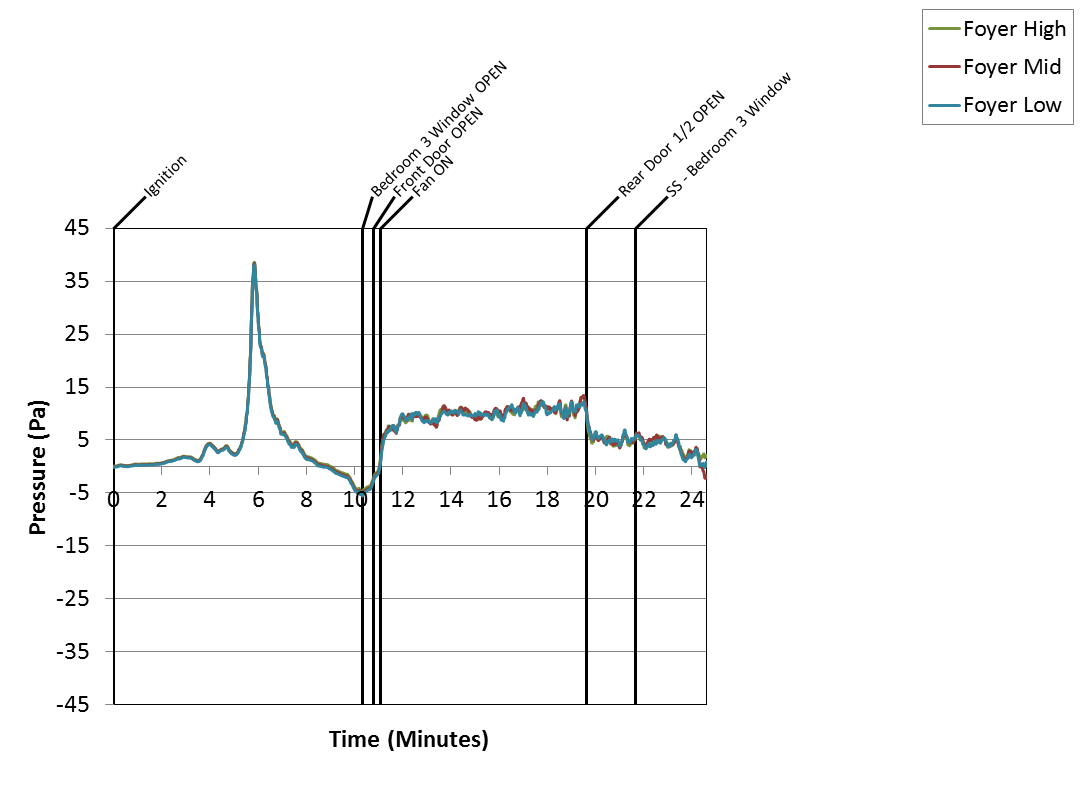 Foyer High
Foyer Mid
Foyer Low
Ignition
Bedroom 3 Window OPEN
Front Door OPEN
Fan ON
Rear Door 1/2 OPEN
SS - Bedroom 3 Window
45
35
25
15
5
-5
-15
-25
-35
-45
0 2 4 6 8 10 12 14 16 18 20 22 24
Pressure (Pa)
Time (Minutes)